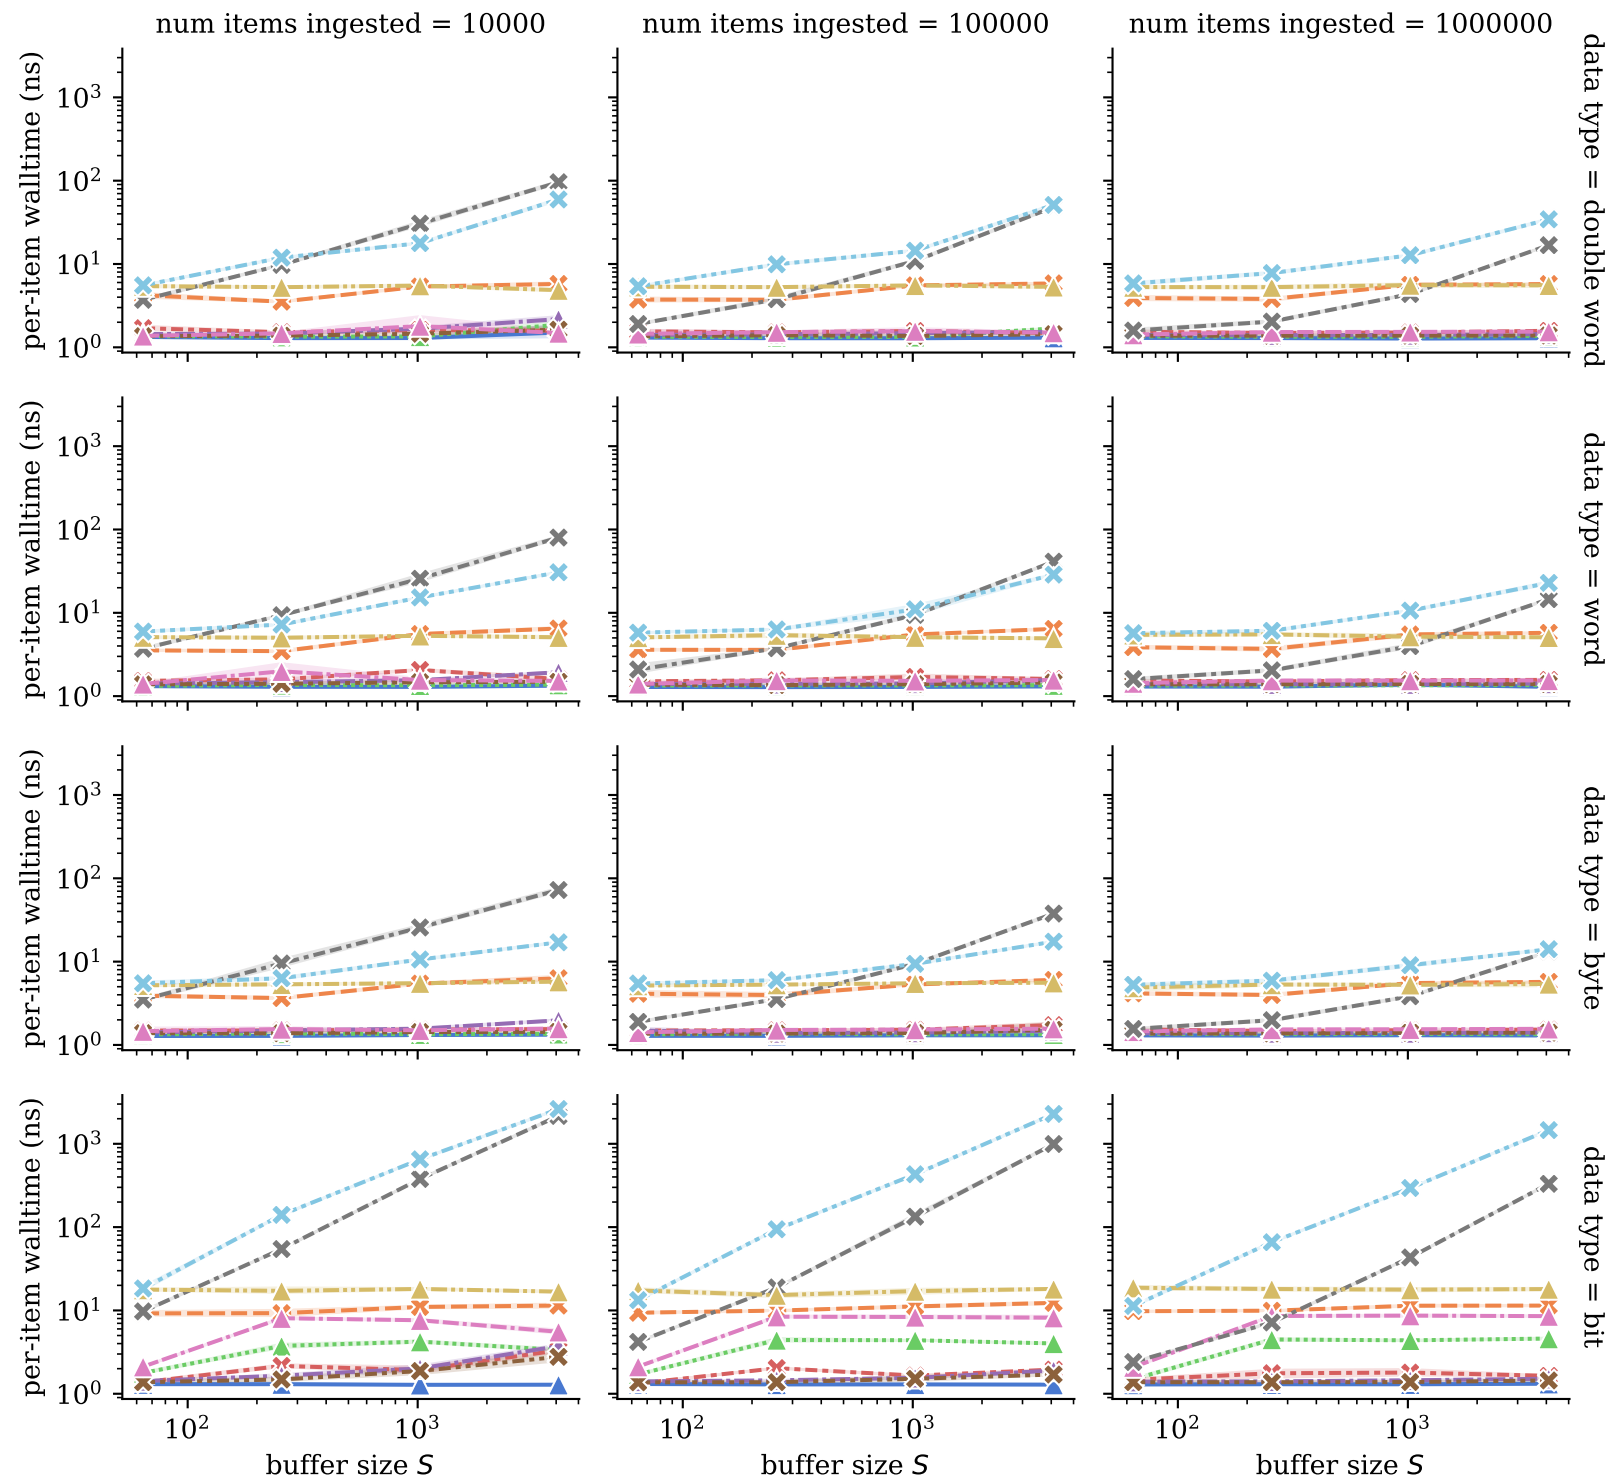 num items ingested = 10000
num items ingested = 100000
num items ingested = 1000000
per-item walltime (ns)
10³
10²
10¹
10⁰
data type = double word
per-item walltime (ns)
10³
10²
10¹
10⁰
data type = word
per-item walltime (ns)
10³
10²
10¹
10⁰
data type = byte
per-item walltime (ns)
10³
10²
10¹
10⁰
data type = bit
10² 10³
10² 10³
10² 10³
buffer size S
buffer size S
buffer size S